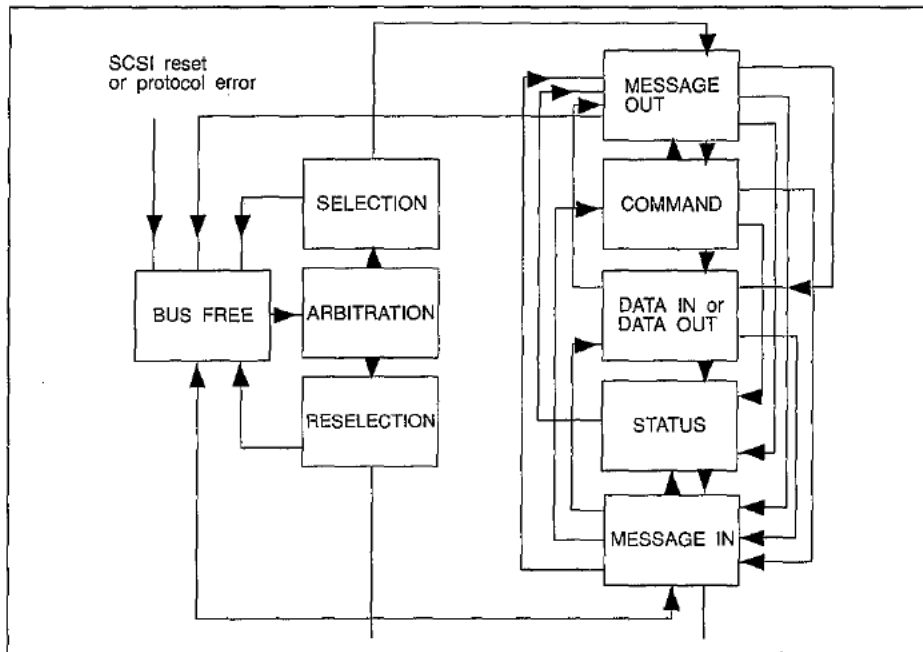 SCSI reset
or protocol error
MESSAGE
OUT
SELECTION
COMMAND
BUS FREE
ARBITRATION
DATA IN or
DATA OUT
RESELECTION
STATUS
MESSAGE IN